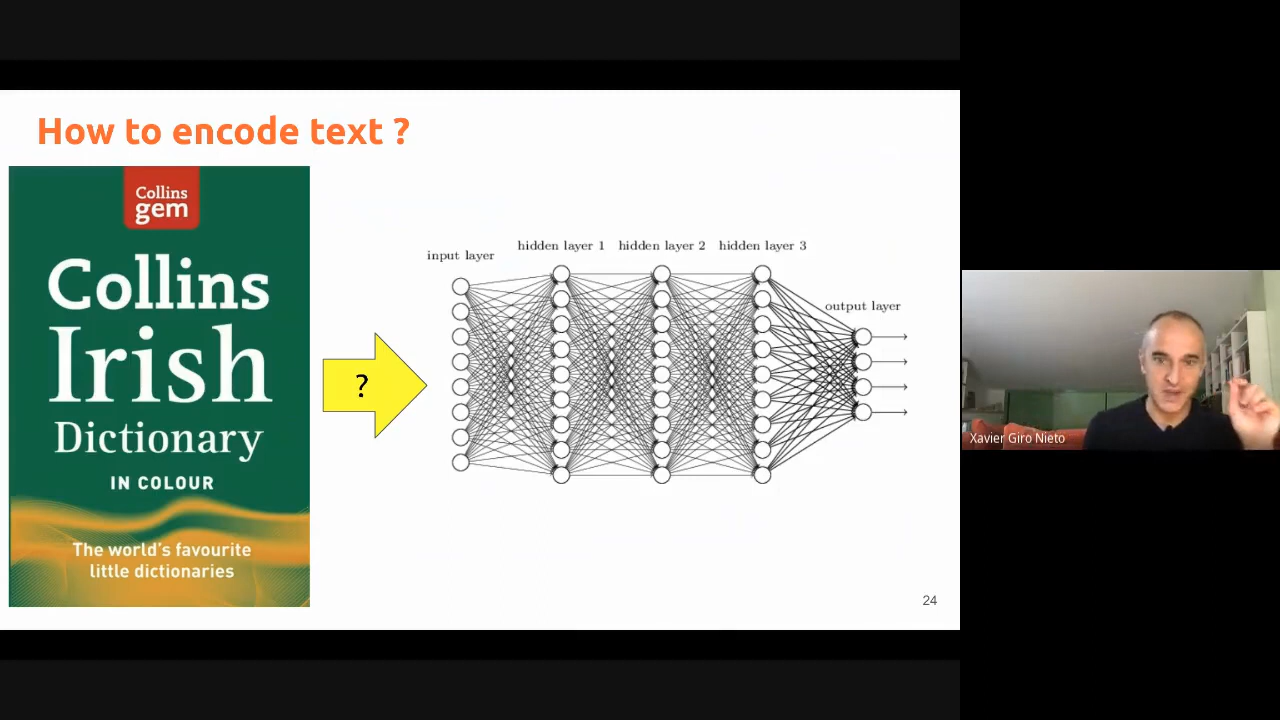 How to encode text ?
Collins
gem
Collins
Irish
Dictionary
IN COLOUR
The world's favourite
little dictionaries
?
input layer
hidden layer 1
hidden layer 2
hidden layer 3
output layer
24
Xavier Giro Nieto